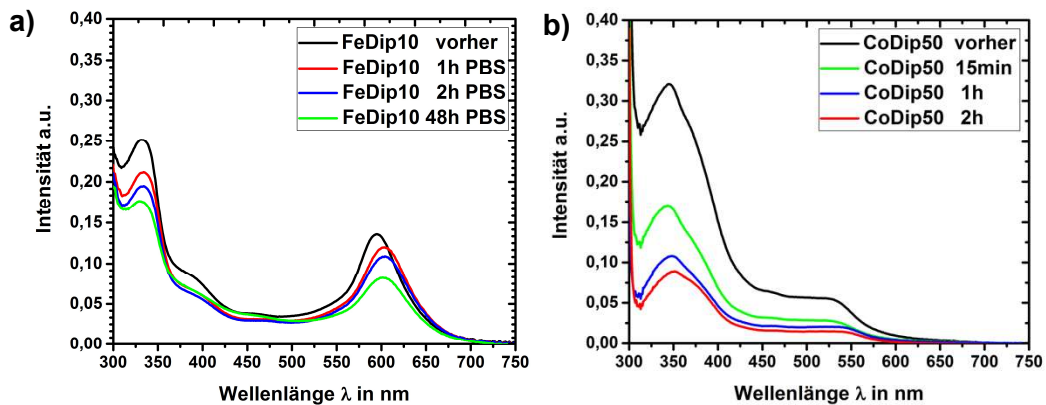 a)
0,40
0,35
0,30
0,25
0,20
0,15
0,10
0,05
0,00
Intensität a.u.
FeDip10 vorher
FeDip10 1h PBS
FeDip10 2h PBS
FeDip10 48h PBS
300 350 400 450 500 550 600 650 700 750
Wellenlänge λ in nm
b)
0,40
0,35
0,30
0,25
0,20
0,15
0,10
0,05
0,00
Intensität a.u.
CoDip50 vorher
CoDip50 15min
CoDip50 1h
CoDip50 2h
300 350 400 450 500 550 600 650 700 750
Wellenlänge λ in nm